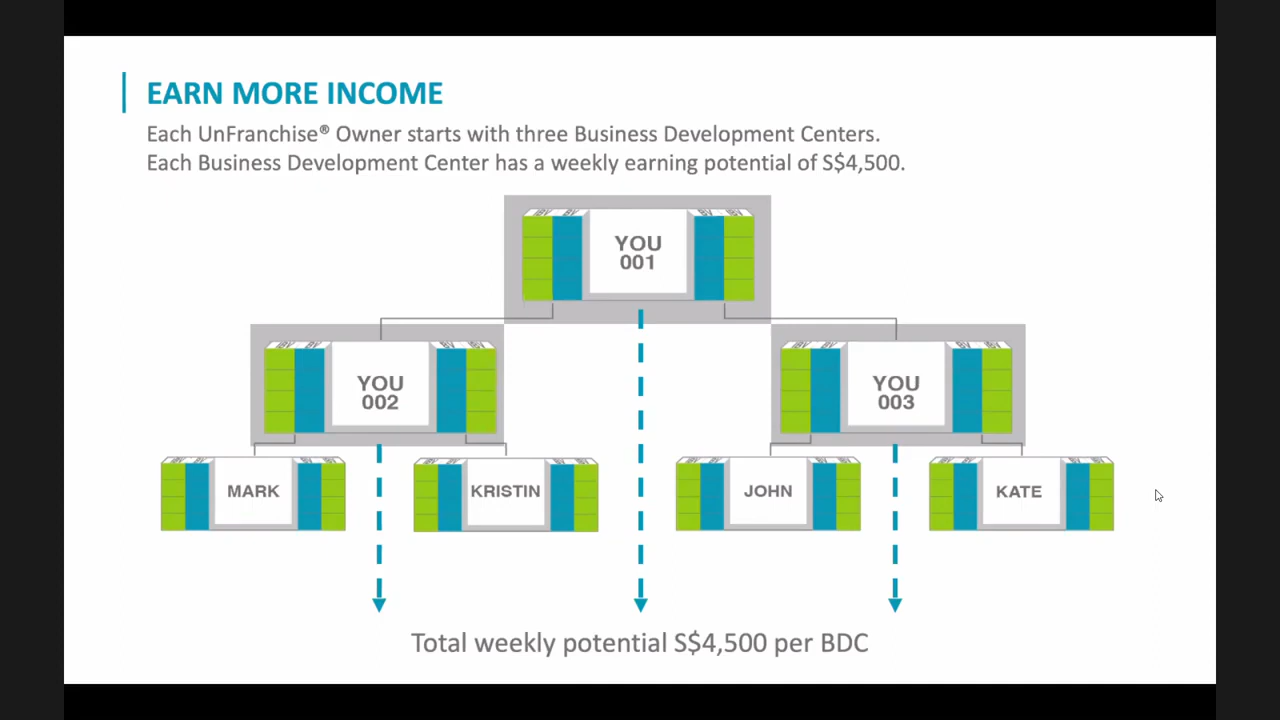 EARN MORE INCOME
Each UnFranchise® Owner starts with three Business Development Centers.
Each Business Development Center has a weekly earning potential of S$4,500.
YOU
001
YOU
002
YOU
003
MARK
KRISTIN
JOHN
KATE
Total weekly potential S$4,500 per BDC